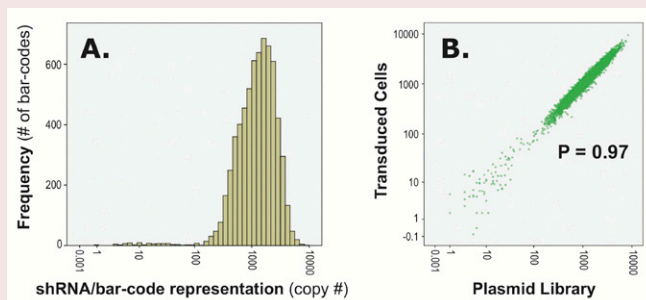 A.
Frequency (# of bar-codes)
600
400
200
0
0.001 1 10 100 1000 10000
shRNA/bar-code representation (copy #)
B.
Transduced Cells
10000
1000
100
10
1
-0.1
P = 0.97
0.001 1 10 100 1000 10000
Plasmid Library